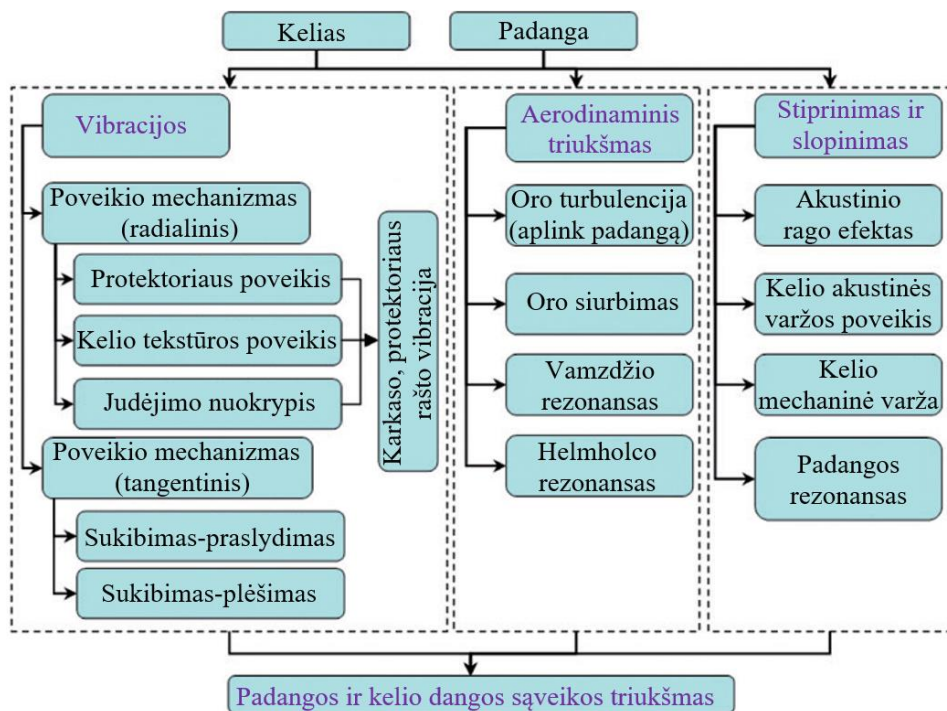 Kelias
Padanga
Vibracijos
Poveikio mechanizmas
(radialinis)
Protektoriaus poveikis
Kelio tekstūros poveikis
Judėjimo nuokrypis
Karkaso, protektoriaus
rašto vibracija
Poveikio mechanizmas
(tangentinis)
Sukibimas-praslydimas
Sukibimas-plėšimas
Aerodinaminis
triukšmas
Oro turbulencija
(aplink padangą)
Oro siurbimas
Vamzdžio
rezonansas
Helmholco
rezonansas
Stiprinimas ir
slopinimas
Akustinio
rago efektas
Kelio akustinės
varžos poveikis
Kelio
mechaninė varža
Padangos
rezonansas
Padangos ir kelio dangos sąveikos triukšmas